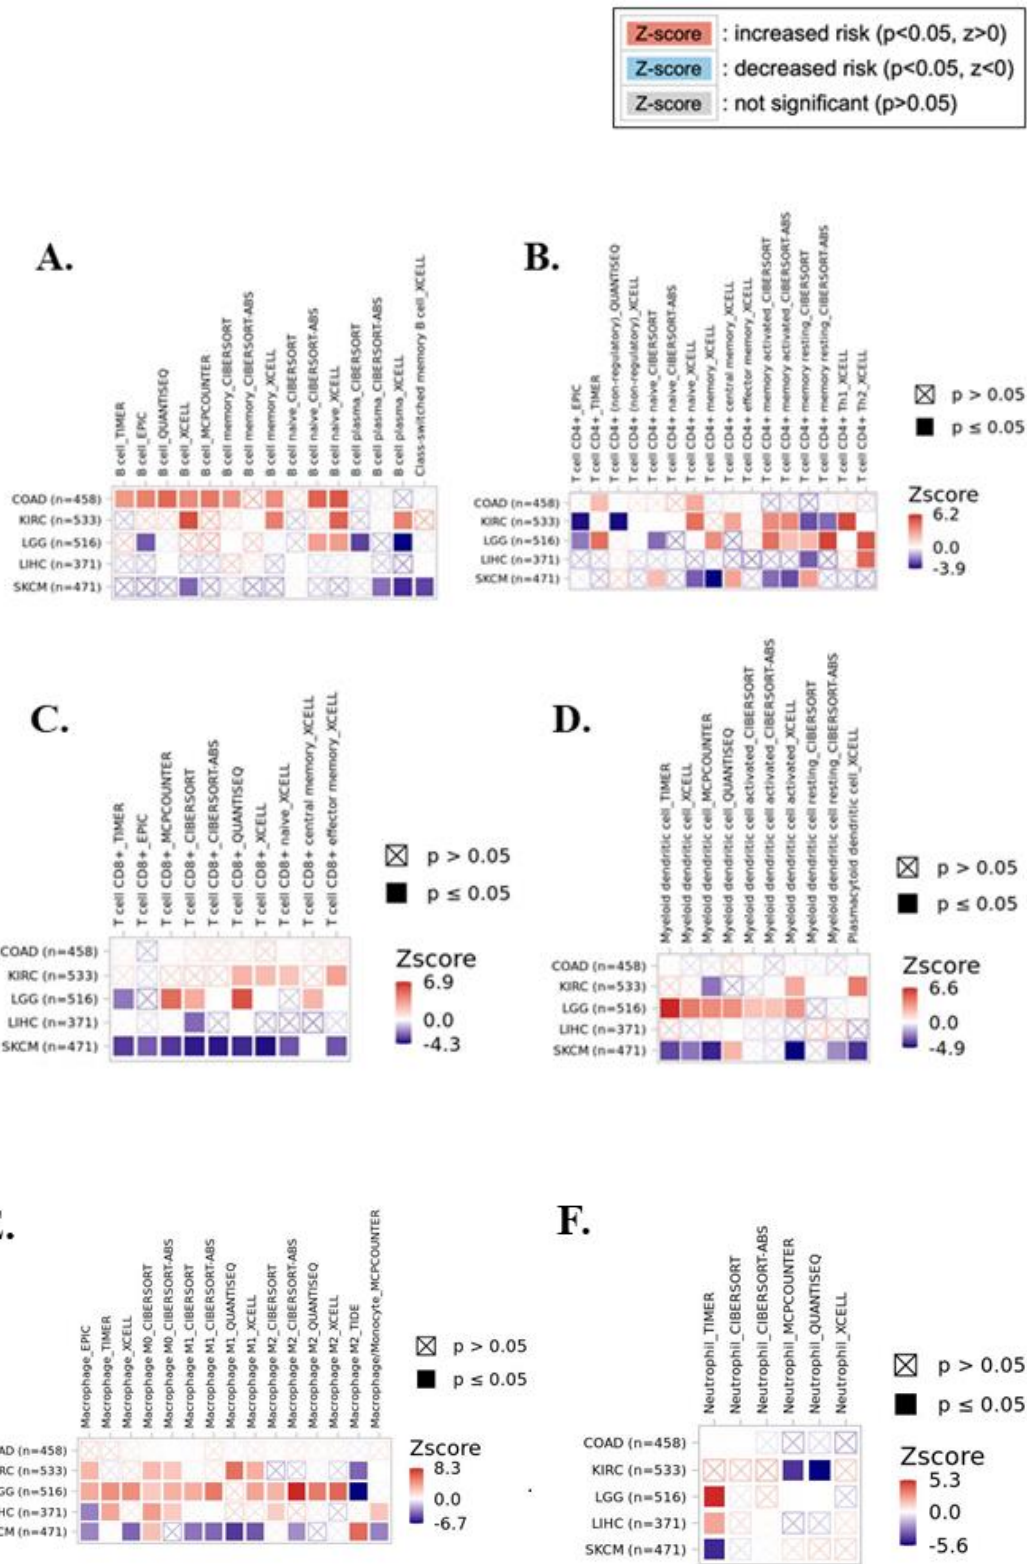 Z-score : increased risk (p<0.05, z>0)
Z-score : decreased risk (p<0.05, z<0)
Z-score : not significant (p>0.05)
A.
B cell_TIMER
B cell_EPIC
B cell_QUANTISEQ
B cell_XCELL
B cell_MCPCOUNTER
B cell memory_CIBERSORT
B cell memory_CIBERSORT-ABS
B cell memory_XCELL
B cell naive_CIBERSORT
B cell naive_CIBERSORT-ABS
B cell naive_XCELL
B cell plasma_CIBERSORT
B cell plasma_CIBERSORT-ABS
B cell plasma_XCELL
Class-switched memory B cell_XCELL
COAD (n=458)
KIRC (n=533)
LGG (n=516)
LIHC (n=371)
SKCM (n=471)
B.
T cell CD4+_EPIC
T cell CD4+_TIMER
T cell CD4+ (non-regulatory)_QUANTISEQ
T cell CD4+ (non-regulatory)_XCELL
T cell CD4+ naive_CIBERSORT
T cell CD4+ naive_CIBERSORT-ABS
T cell CD4+ naive_XCELL
T cell CD4+ memory_XCELL
T cell CD4+ central memory_XCELL
T cell CD4+ effector memory_XCELL
T cell CD4+ memory activated_CIBERSORT
T cell CD4+ memory activated_CIBERSORT-ABS
T cell CD4+ memory resting_CIBERSORT
T cell CD4+ memory resting_CIBERSORT-ABS
T cell CD4+ Th1_XCELL
T cell CD4+ Th2_XCELL
COAD (n=458)
KIRC (n=533)
LGG (n=516)
LIHC (n=371)
SKCM (n=471)
p > 0.05
p ≤ 0.05
Zscore
6.2
0.0
-3.9
C.
T cell CD8+_TIMER
T cell CD8+_EPIC
T cell CD8+_MCPCOUNTER
T cell CD8+_CIBERSORT
T cell CD8+_CIBERSORT-ABS
T cell CD8+_QUANTISEQ
T cell CD8+_XCELL
T cell CD8+ naive_XCELL
T cell CD8+ central memory_XCELL
T cell CD8+ effector memory_XCELL
COAD (n=458)
KIRC (n=533)
LGG (n=516)
LIHC (n=371)
SKCM (n=471)
p > 0.05
p ≤ 0.05
Zscore
6.9
0.0
-4.3
D.
Myeloid dendritic cell_TIMER
Myeloid dendritic cell_XCELL
Myeloid dendritic cell_MCPCOUNTER
Myeloid dendritic cell_QUANTISEQ
Myeloid dendritic cell activated_CIBERSORT
Myeloid dendritic cell activated_CIBERSORT-ABS
Myeloid dendritic cell activated_XCELL
Myeloid dendritic cell resting_CIBERSORT
Myeloid dendritic cell resting_CIBERSORT-ABS
Plasmacytoid dendritic cell_XCELL
COAD (n=458)
KIRC (n=533)
LGG (n=516)
LIHC (n=371)
SKCM (n=471)
p > 0.05
p ≤ 0.05
Zscore
6.6
0.0
-4.9
Macrophage_EPIC
Macrophage_TIMER
Macrophage_XCELL
Macrophage M0_CIBERSORT
Macrophage M0_CIBERSORT-ABS
Macrophage M1_CIBERSORT
Macrophage M1_CIBERSORT-ABS
Macrophage M1_QUANTISEQ
Macrophage M1_XCELL
Macrophage M2_CIBERSORT
Macrophage M2_CIBERSORT-ABS
Macrophage M2_QUANTISEQ
Macrophage M2_XCELL
Macrophage M2_TIDE
Macrophage/Monocyte_MCPCOUNTER
AD (n=458)
RC (n=533)
GG (n=516)
HC (n=371)
CM (n=471)
p > 0.05
p ≤ 0.05
Zscore
8.3
0.0
-6.7
F.
Neutrophil_TIMER
Neutrophil_CIBERSORT
Neutrophil_CIBERSORT-ABS
Neutrophil_MCPCOUNTER
Neutrophil_QUANTISEQ
Neutrophil_XCELL
COAD (n=458)
KIRC (n=533)
LGG (n=516)
LIHC (n=371)
SKCM (n=471)
p > 0.05
p ≤ 0.05
Zscore
5.3
0.0
-5.6